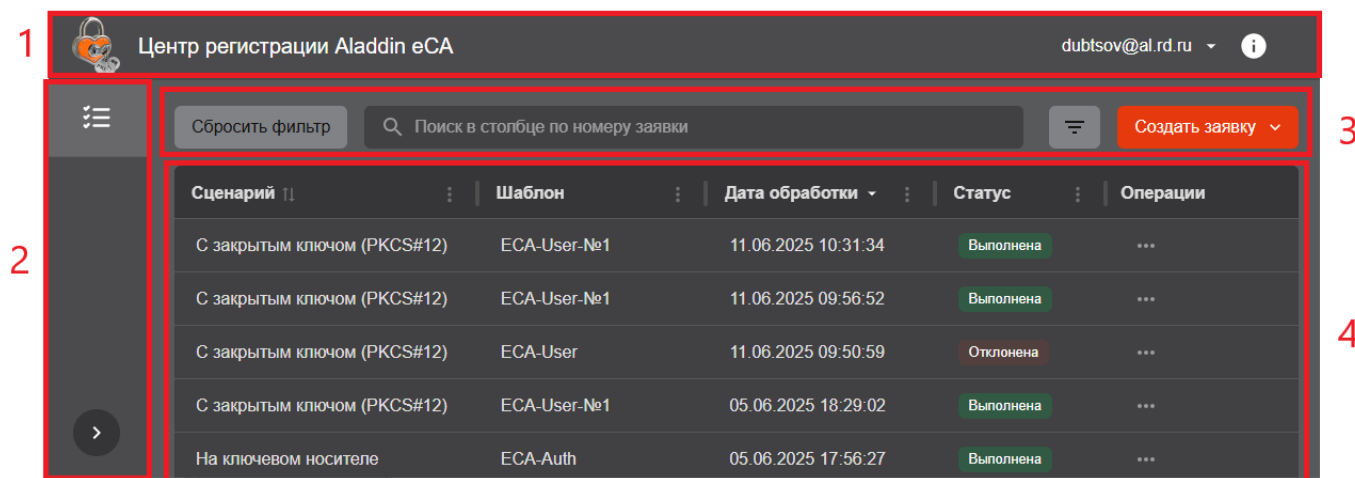 1
Центр регистрации Aladdin eCA
dubtsov@al.rd.ru
2
Сбросить фильтр
Поиск в столбце по номеру заявки
Создать заявку
3
Сценарий Шаблон Дата обработки Статус Операции
С закрытым ключом (PKCS#12) ECA-User-№1 11.06.2025 10:31:34 Выполнена
С закрытым ключом (PKCS#12) ECA-User-№1 11.06.2025 09:56:52 Выполнена
С закрытым ключом (PKCS#12) ECA-User 11.06.2025 09:50:59 Отклонена
С закрытым ключом (PKCS#12) ECA-User-№1 05.06.2025 18:29:02 Выполнена
На ключевом носителе ECA-Auth 05.06.2025 17:56:27 Выполнена
4